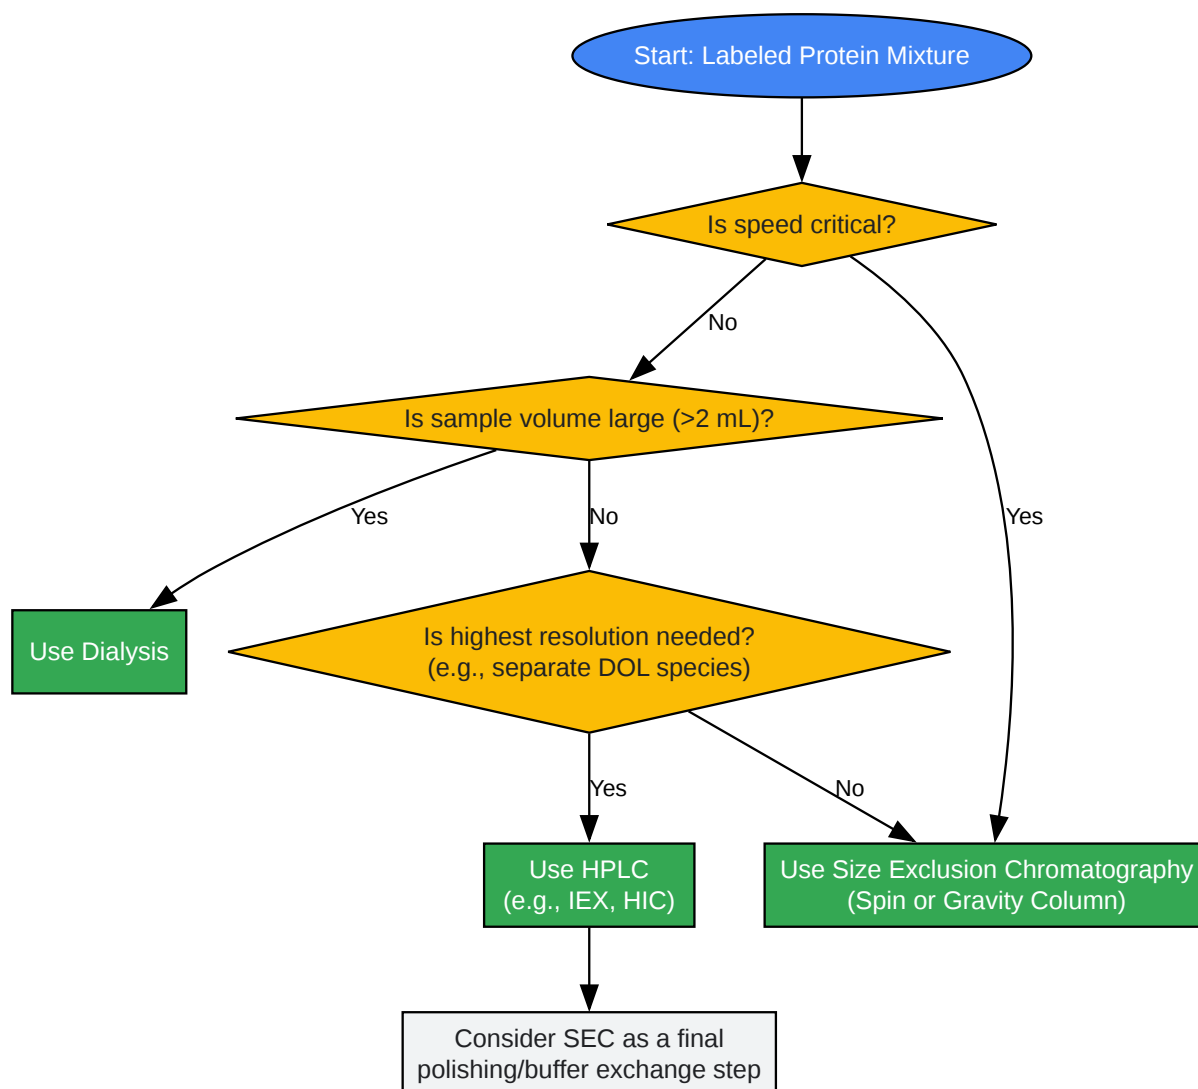 Start: Labeled Protein Mixture
Is speed critical?
No
Is sample volume large (>2 mL)?
Yes
No
Yes
Use Dialysis
Is highest resolution needed?
(e.g., separate DOL species)
Yes
No
Use HPLC
(e.g., IEX, HIC)
Use Size Exclusion Chromatography
(Spin or Gravity Column)
Consider SEC as a final
polishing/buffer exchange step